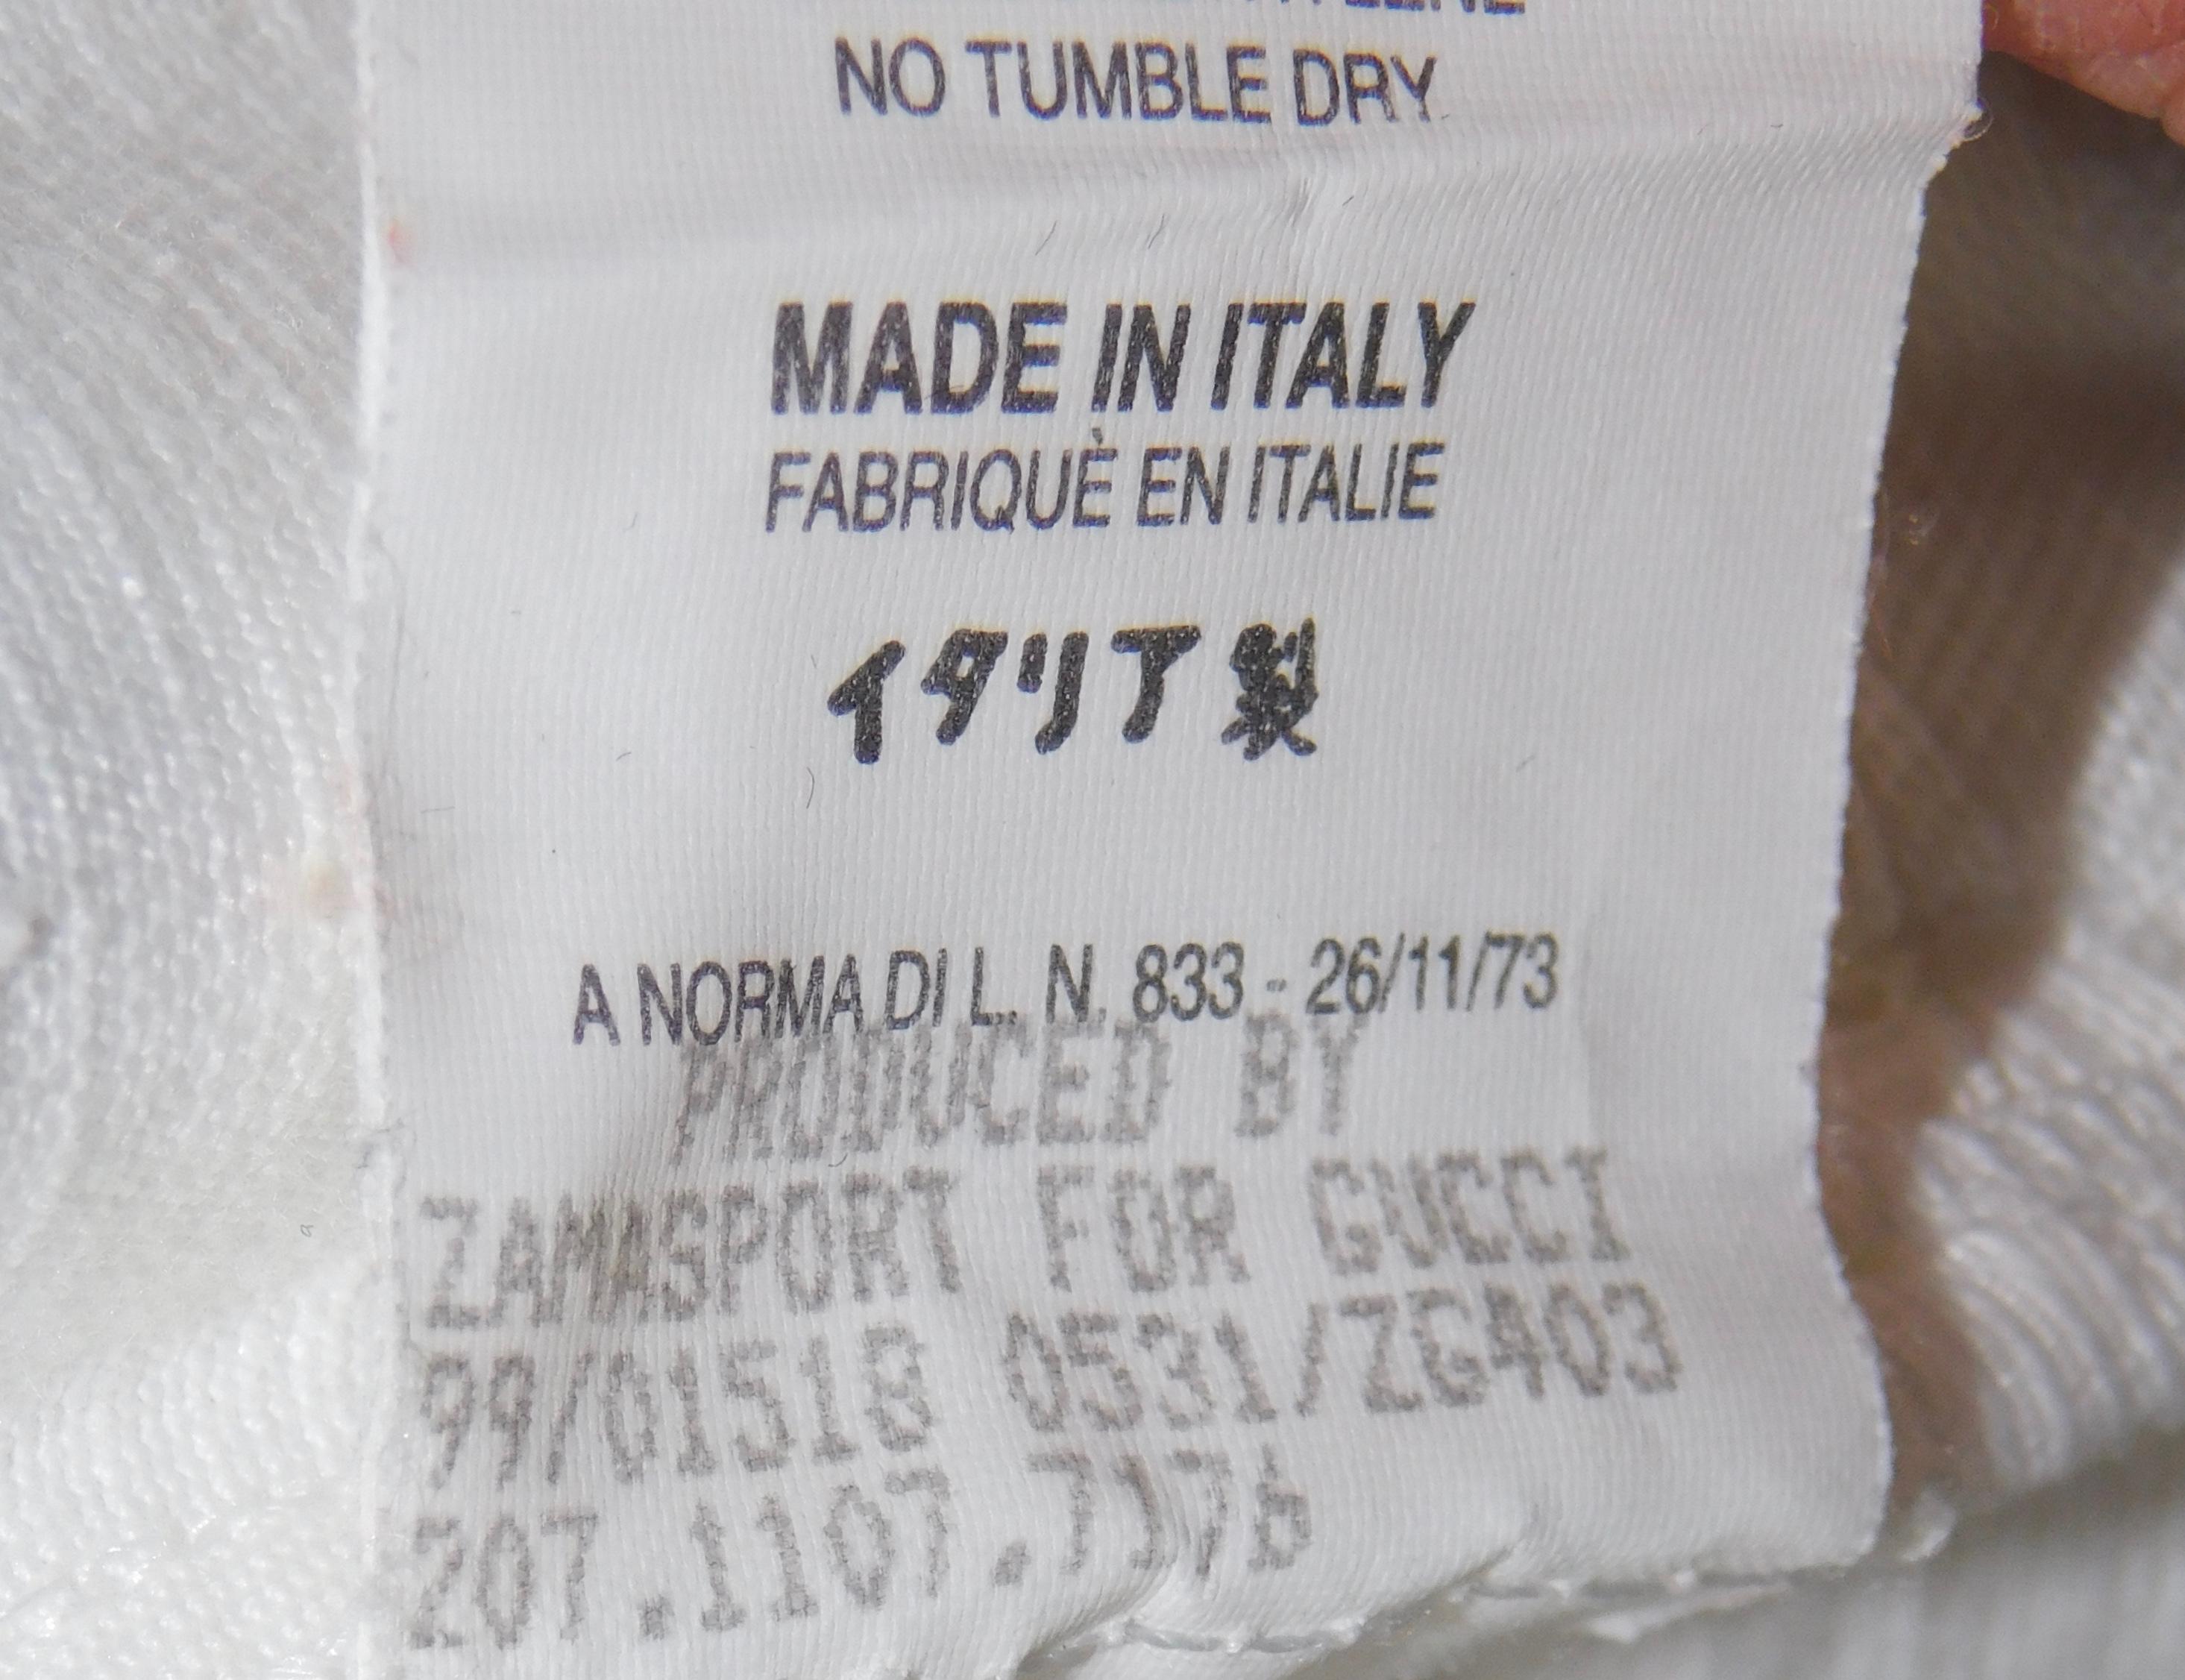 NO TUMBLE DRY
MADE IN ITALY
FABRIQUÈ EN ITALIE
イタリア製
A NORMA DI L. N. 833 - 26/11/73
PRODUCED BY
ZAMASPORT FOR GUCCI
99/01518 0531/ZG403
207.1107.7176